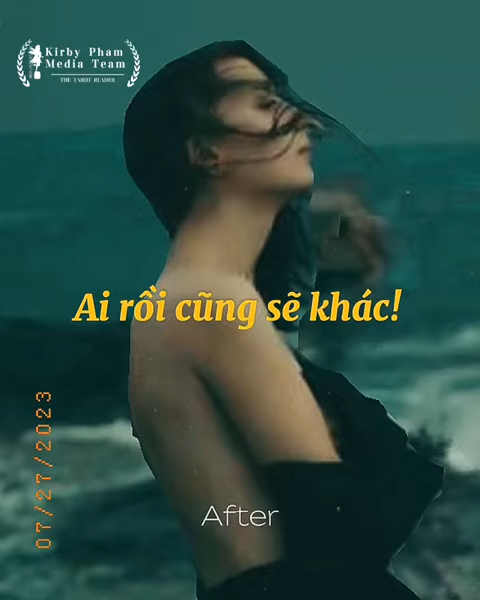 Kirby Pham
Media Team
THE TAROT READER
Ai rồi cũng sẽ khác!
07/27/2023
After